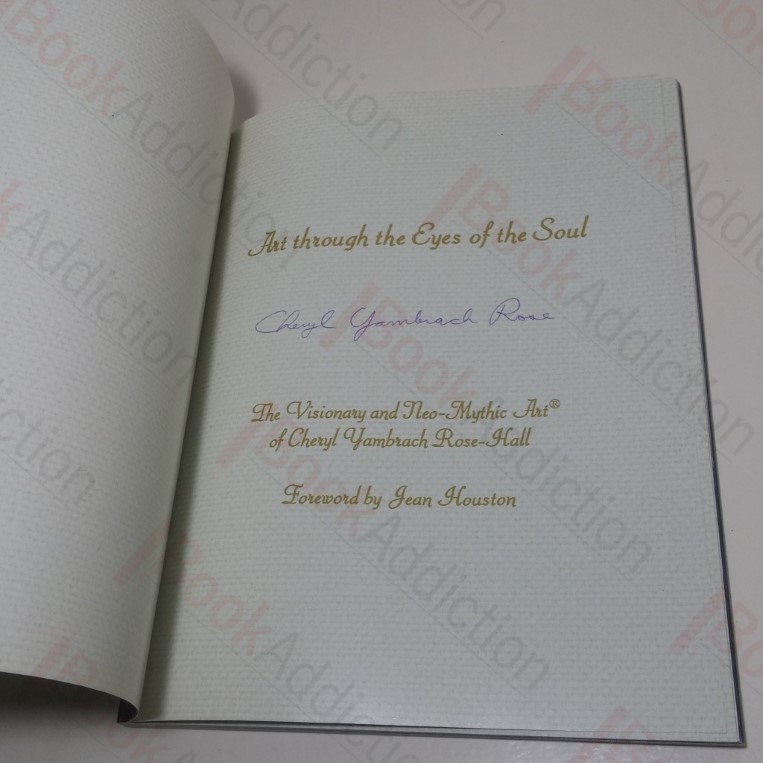 Art through the Eyes of the Soul
Cheryl Yambrach Rose
The Visionary and Neo-Mythic Art®
of Cheryl Yambrach Rose-Hall
Foreword by Jean Houston
BookAddiction